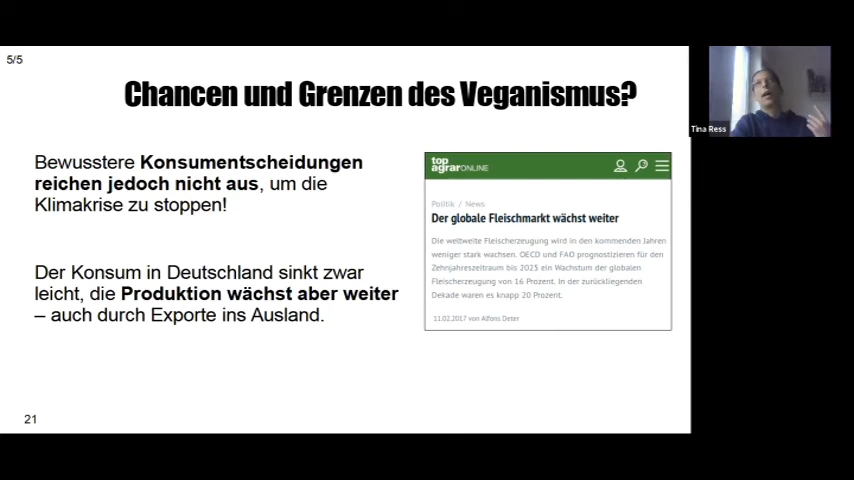 5/5
Chancen und Grenzen des Veganismus?
Bewusstere Konsumentscheidungen
reichen jedoch nicht aus, um die
Klimakrise zu stoppen!
Der Konsum in Deutschland sinkt zwar
leicht, die Produktion wächst aber weiter
– auch durch Exporte ins Ausland.
top
agrarONLINE
Politik / News
Der globale Fleischmarkt wächst weiter
Die weltweite Fleischerzeugung wird in den kommenden Jahren
weniger stark wachsen. OECD und FAO prognostizieren für den
Zehnjahreszeitraum bis 2025 ein Wachstum der globalen
Fleischerzeugung von 16 Prozent. In der zurückliegenden
Dekade waren es knapp 20 Prozent.
11.02.2017 von Alfons Deter
21
Tina Ress